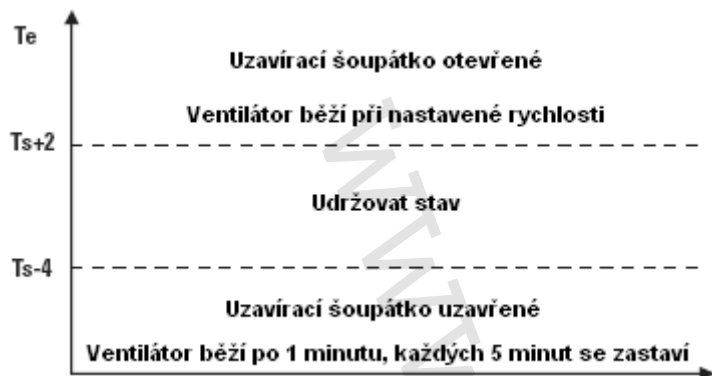 Te
Uzavírací šoupátko otevřené
Ventilátor běží při nastavené rychlosti
Ts+2
Udržovat stav
Ts-4
Uzavírací šoupátko uzavřené
Ventilátor běží po 1 minutu, každých 5 minut se zastaví
www